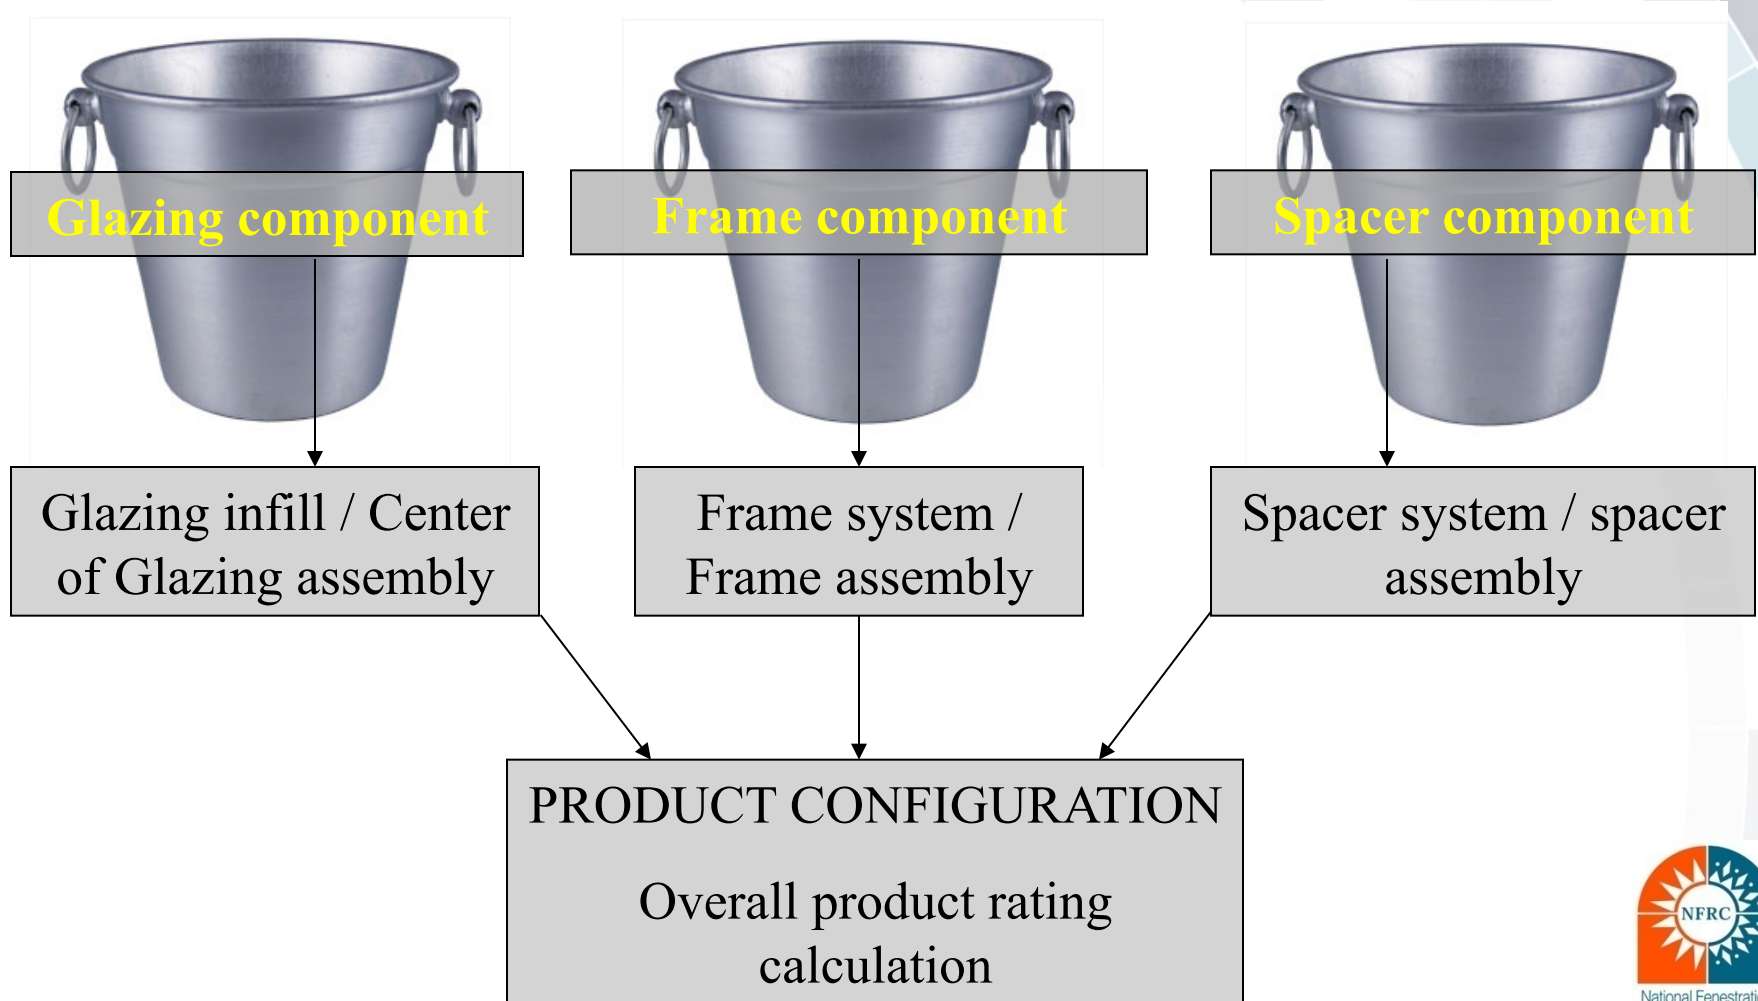 Glazing component
Frame component
Spacer component
Glazing infill / Center
of Glazing assembly
Frame system /
Frame assembly
Spacer system / spacer
assembly
PRODUCT CONFIGURATION
Overall product rating
calculation
NFRC
National